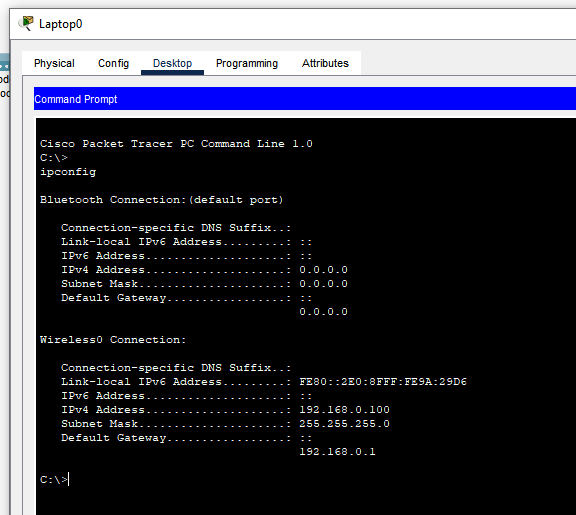 Laptop0
Physical Config Desktop Programming Attributes
Command Prompt
Cisco Packet Tracer PC Command Line 1.0
C:\>
ipconfig
Bluetooth Connection:(default port)
Connection-specific DNS Suffix..:
Link-local IPv6 Address.........: ::
IPv6 Address....................: ::
IPv4 Address....................: 0.0.0.0
Subnet Mask.....................: 0.0.0.0
Default Gateway.................: ::
0.0.0.0
Wireless0 Connection:
Connection-specific DNS Suffix..:
Link-local IPv6 Address.........: FE80::2E0:8FFF:FE9A:29D6
IPv6 Address....................: ::
IPv4 Address....................: 192.168.0.100
Subnet Mask.....................: 255.255.255.0
Default Gateway.................: ::
192.168.0.1
C:\>